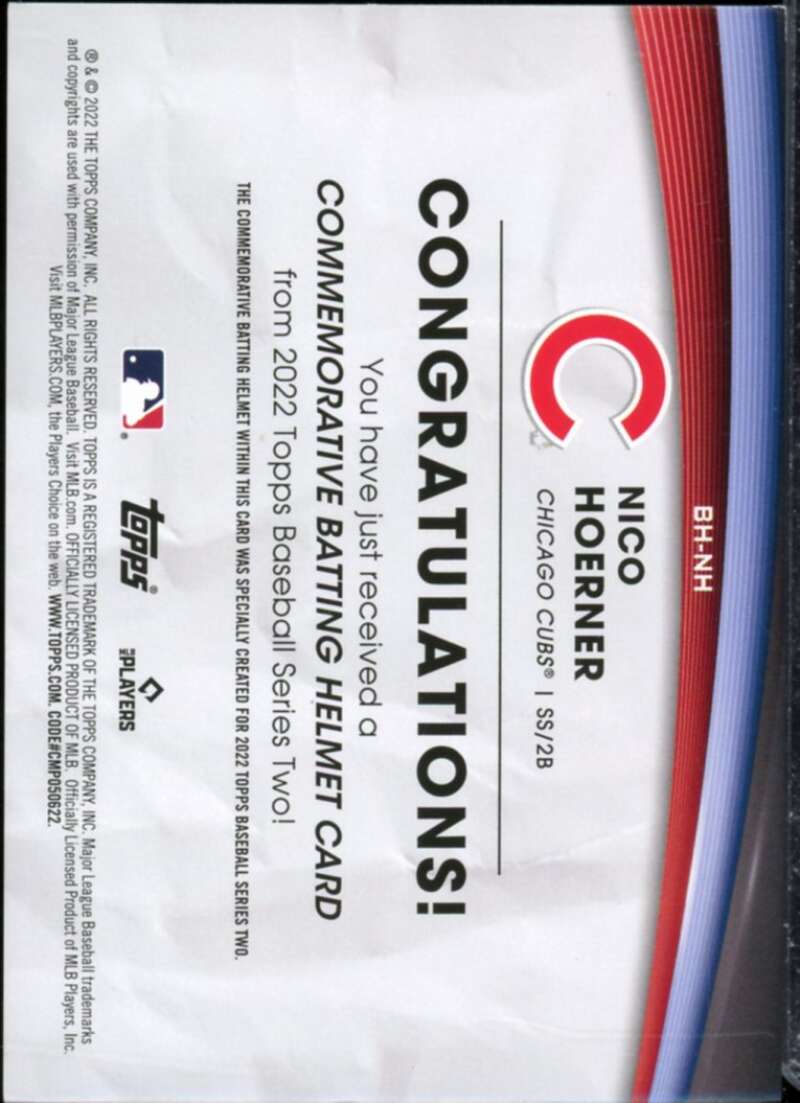 BH-NH
NICO
HOERNER
CHICAGO CUBS® | SS/2B
CONGRATULATIONS!
You have just received a
COMMEMORATIVE BATTING HELMET CARD
from 2022 Topps Baseball Series Two!
THE COMMEMORATIVE BATTING HELMET WITHIN THIS CARD WAS SPECIALLY CREATED FOR 2022 TOPPS BASEBALL SERIES TWO.
topps®
MLB PLAYERS
® & © 2022 THE TOPPS COMPANY, INC. ALL RIGHTS RESERVED. TOPPS IS A REGISTERED TRADEMARK OF THE TOPPS COMPANY, INC. Major League Baseball trademarks
and copyrights are used with permission of Major League Baseball. Visit MLB.com. OFFICIALLY LICENSED PRODUCT OF MLB. Officially Licensed Product of MLB Players, Inc.
Visit MLBPLAYERS.COM, the Players Choice on the web. WWW.TOPPS.COM. CODE#CMP050622.